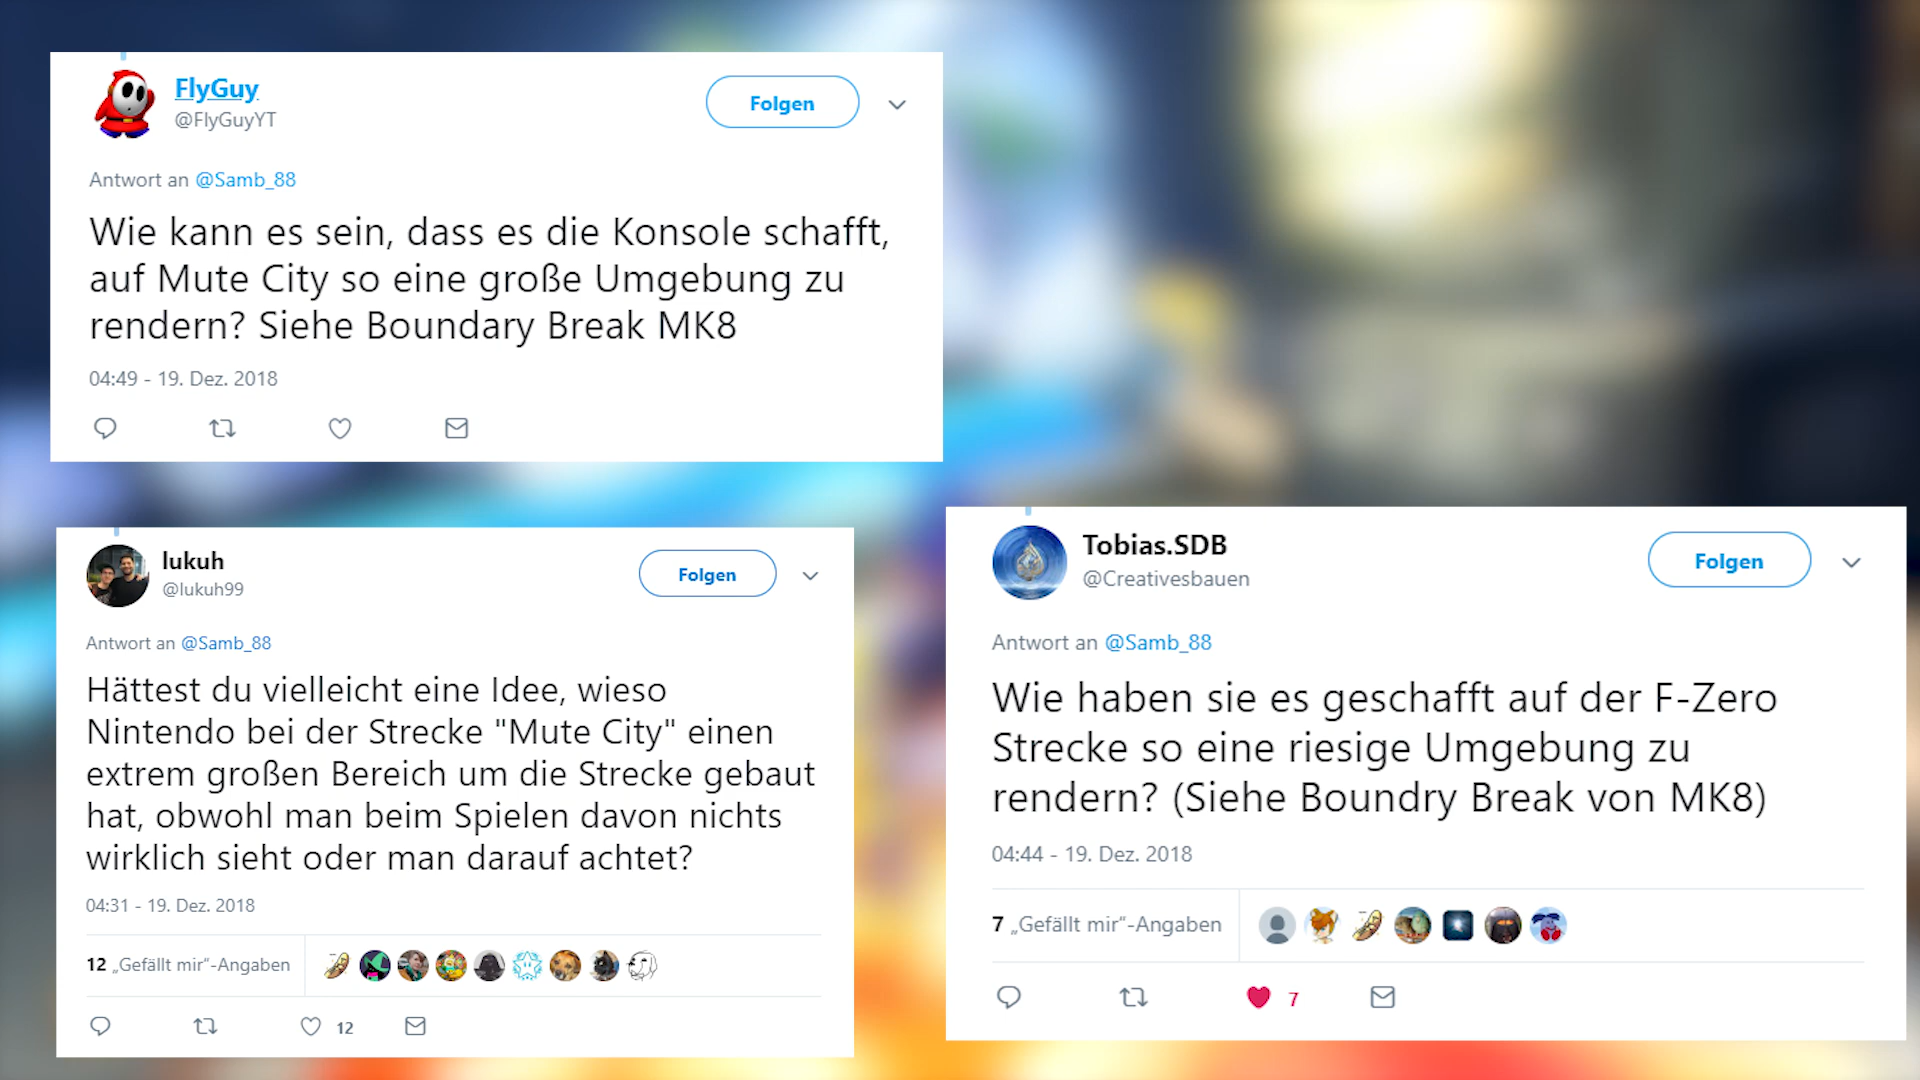 FlyGuy
@FlyGuyYT
Folgen
Antwort an @Samb_88
Wie kann es sein, dass es die Konsole schafft,
auf Mute City so eine große Umgebung zu
rendern? Siehe Boundary Break MK8
04:49 - 19. Dez. 2018
lukuh
@lukuh99
Folgen
Antwort an @Samb_88
Hättest du vielleicht eine Idee, wieso
Nintendo bei der Strecke "Mute City" einen
extrem großen Bereich um die Strecke gebaut
hat, obwohl man beim Spielen davon nichts
wirklich sieht oder man darauf achtet?
04:31 - 19. Dez. 2018
12 „Gefällt mir“-Angaben
12
Tobias.SDB
@Creativesbauen
Folgen
Antwort an @Samb_88
Wie haben sie es geschafft auf der F-Zero
Strecke so eine riesige Umgebung zu
rendern? (Siehe Boundry Break von MK8)
04:44 - 19. Dez. 2018
7 „Gefällt mir“-Angaben
7